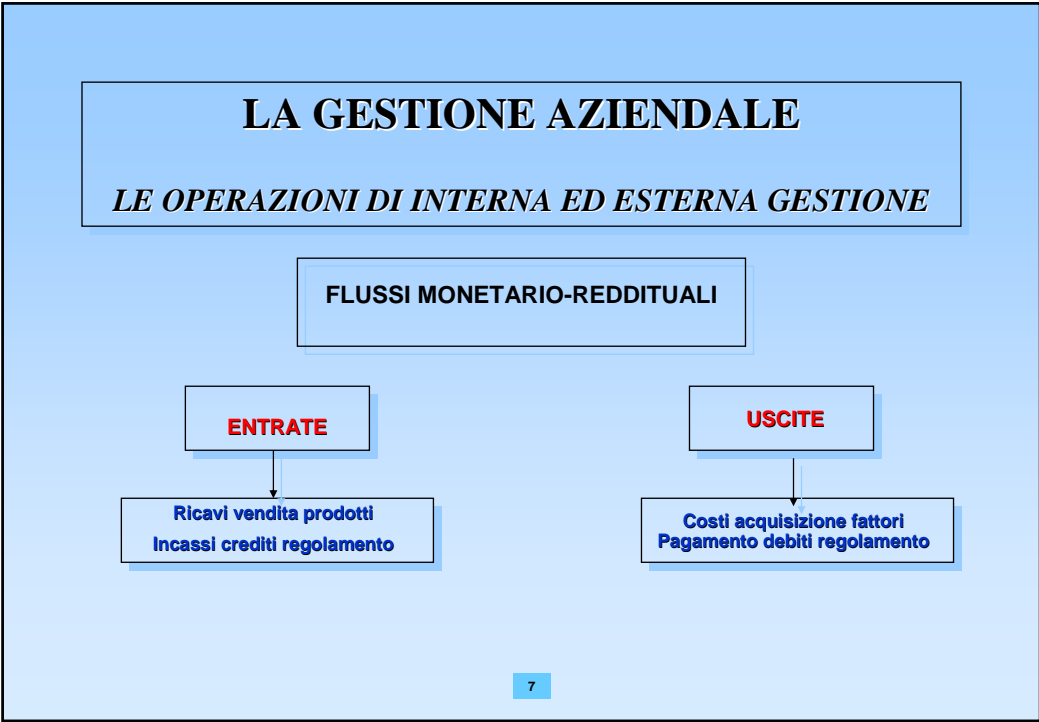 LA GESTIONE AZIENDALE
LE OPERAZIONI DI INTERNA ED ESTERNA GESTIONE
FLUSSI MONETARIO-REDDITUALI
ENTRATE
USCITE
Ricavi vendita prodotti
Incassi crediti regolamento
Costi acquisizione fattori
Pagamento debiti regolamento
7